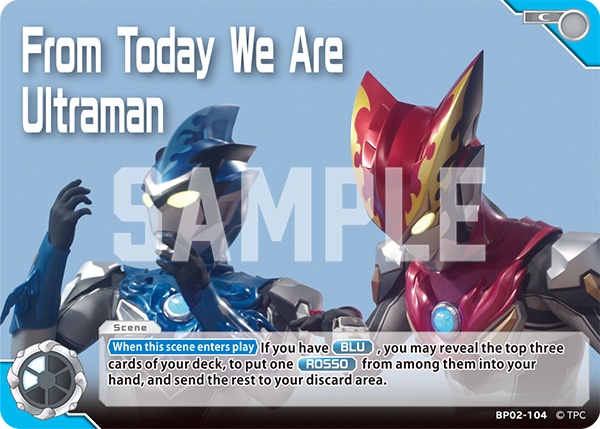 C
From Today We Are
Ultraman
SAMPLE
Scene
When this scene enters play If you have BLU , you may reveal the top three
cards of your deck, to put one ROSSO from among them into your
hand, and send the rest to your discard area.
BP02-104 © TPC